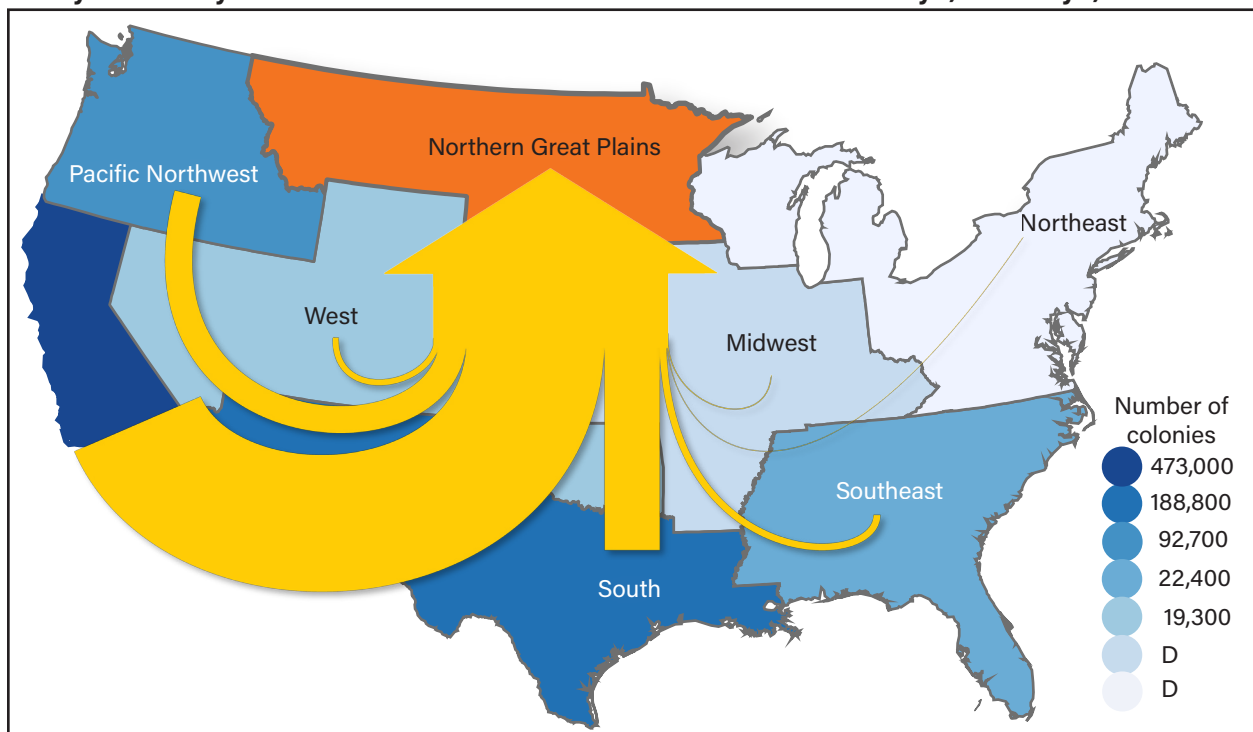 Northern Great Plains
Pacific Northwest
Northeast
West
Midwest
Southeast
South
Number of
colonies
473,000
188,800
92,700
22,400
19,300
D
D